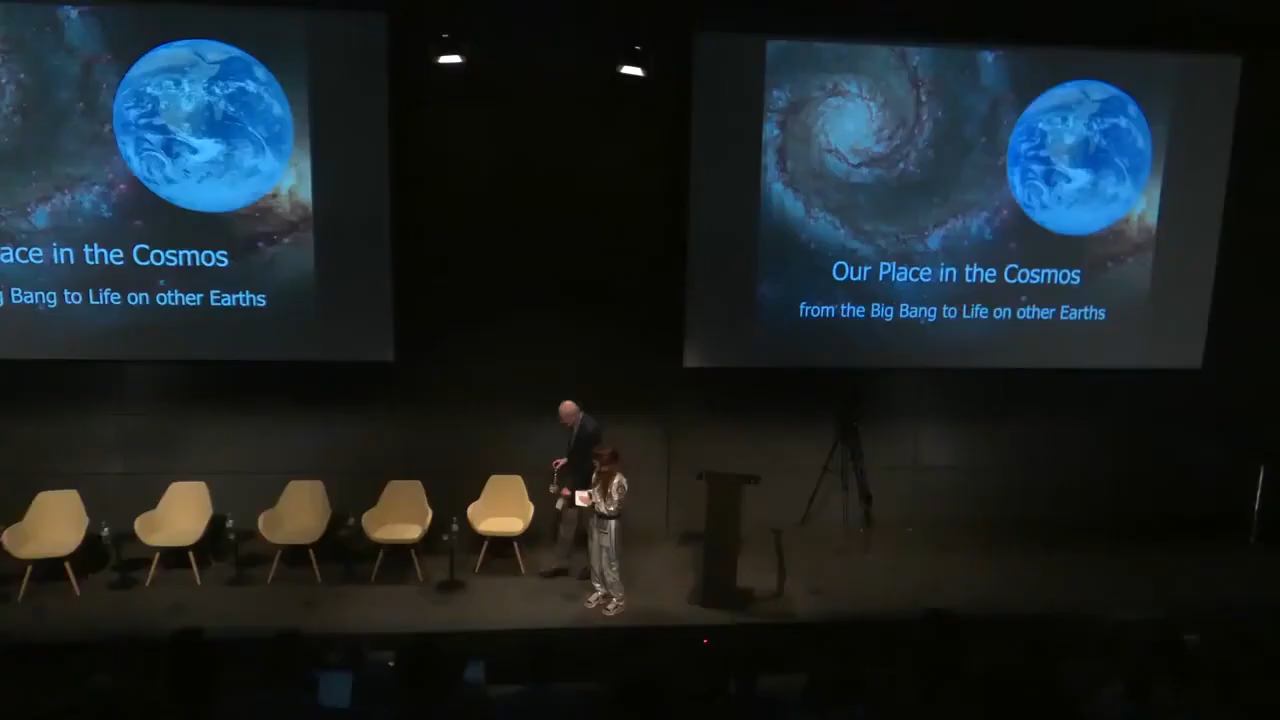 ace in the Cosmos
g Bang to Life on other Earths
Our Place in the Cosmos
from the Big Bang to Life on other Earths